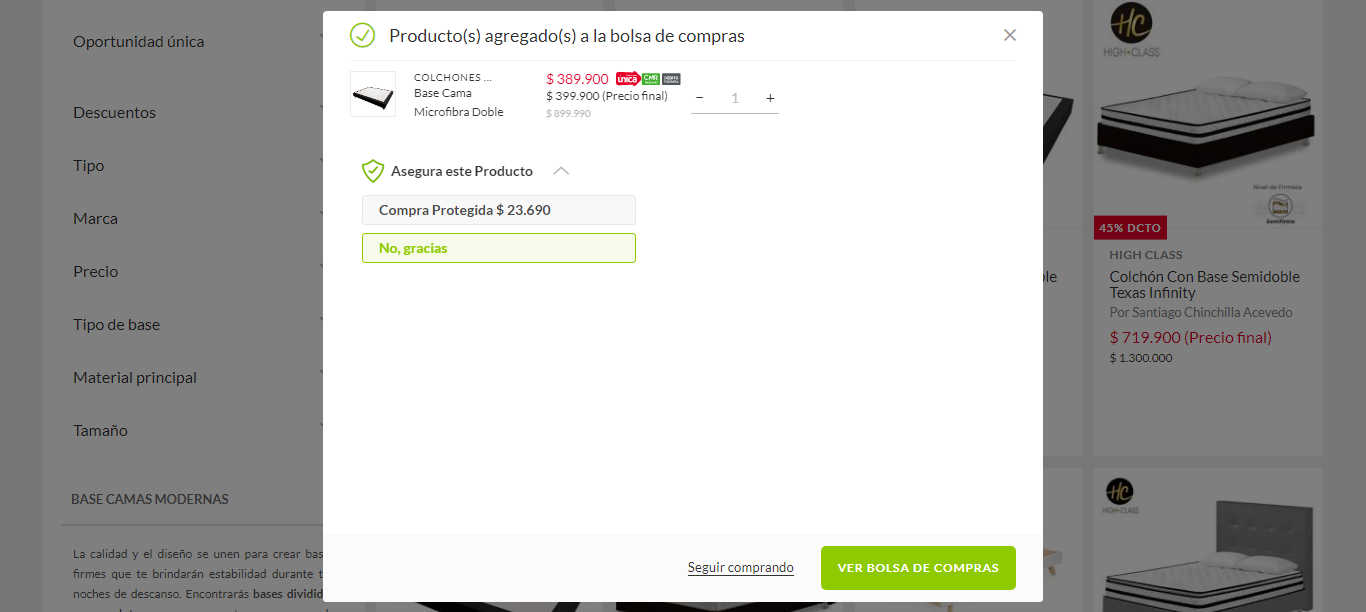 Oportunidad única
Descuentos
Tipo
Marca
Precio
Tipo de base
Material principal
Tamaño
BASE CAMAS MODERNAS
La calidad y el diseño se unen para crear bas
firmes que te brindarán estabilidad durante t
noches de descanso. Encontrarás bases dividid
Producto(s) agregado(s) a la bolsa de compras
COLCHONES ...
Base Cama
Microfibra Doble
$ 389.900 única CMR
$ 399.900 (Precio final)
$ 899.990
− 1 +
Asegura este Producto
Compra Protegida $ 23.690
No, gracias
Seguir comprando
VER BOLSA DE COMPRAS
ble
HC
HIGH-CLASS
Nivel de Firmeza
Semifirme
45% DCTO
HIGH CLASS
Colchón Con Base Semidoble
Texas Infinity
Por Santiago Chinchilla Acevedo
$ 719.900 (Precio final)
$ 1.300.000
HC
HIGH-CLASS